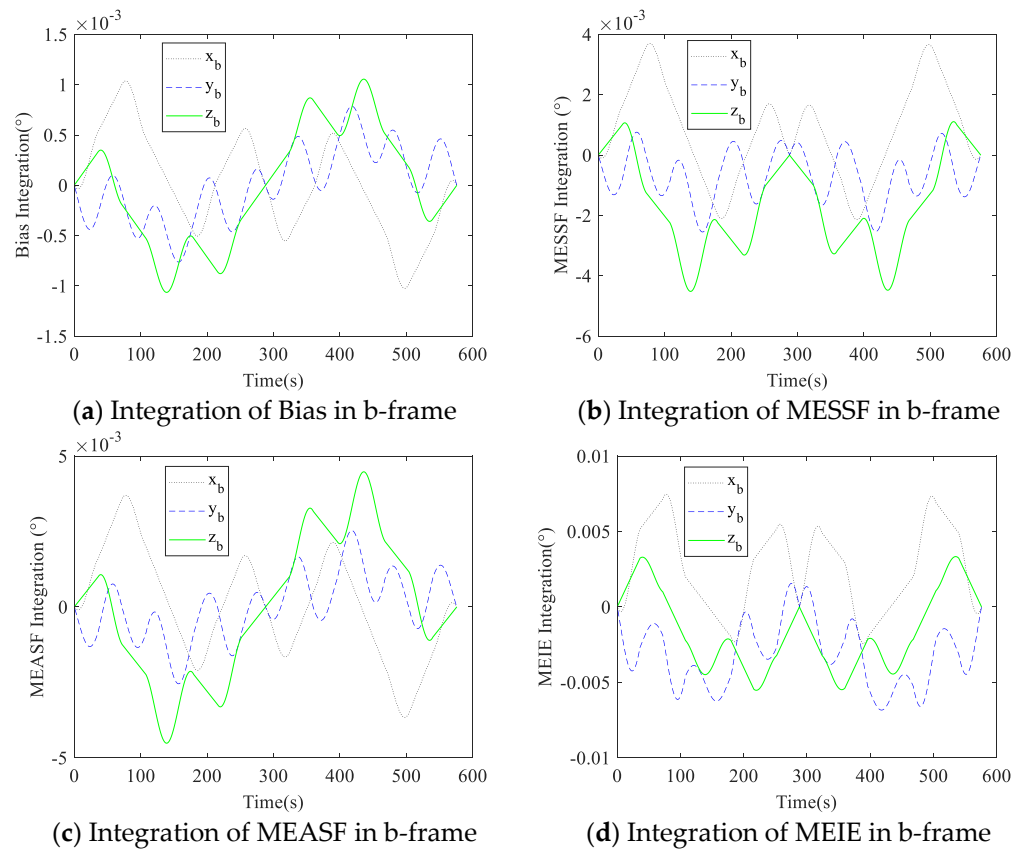 ×10⁻³
1.5
1
0.5
0
-0.5
-1
-1.5
Bias Integration(°)
x_b
y_b
z_b
0 100 200 300 400 500 600
Time(s)
(a) Integration of Bias in b-frame
×10⁻³
4
2
0
-2
-4
-6
MESSF Integration (°)
x_b
y_b
z_b
0 100 200 300 400 500 600
Time(s)
(b) Integration of MESSF in b-frame
×10⁻³
5
0
-5
MEASF Integration (°)
x_b
y_b
z_b
0 100 200 300 400 500 600
Time(s)
(c) Integration of MEASF in b-frame
0.01
0.005
0
-0.005
-0.01
MEIE Integration(°)
x_b
y_b
z_b
0 100 200 300 400 500 600
Time(s)
(d) Integration of MEIE in b-frame